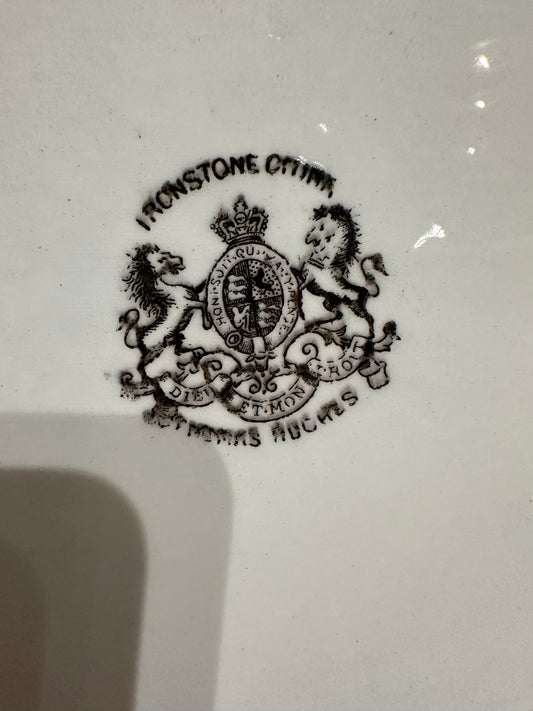 IRONSTONE CHINA
HONI·SOIT·QUI·MAL·Y·PENSE
DIEU
ET·MON
DROIT
THOMAS HUGHES